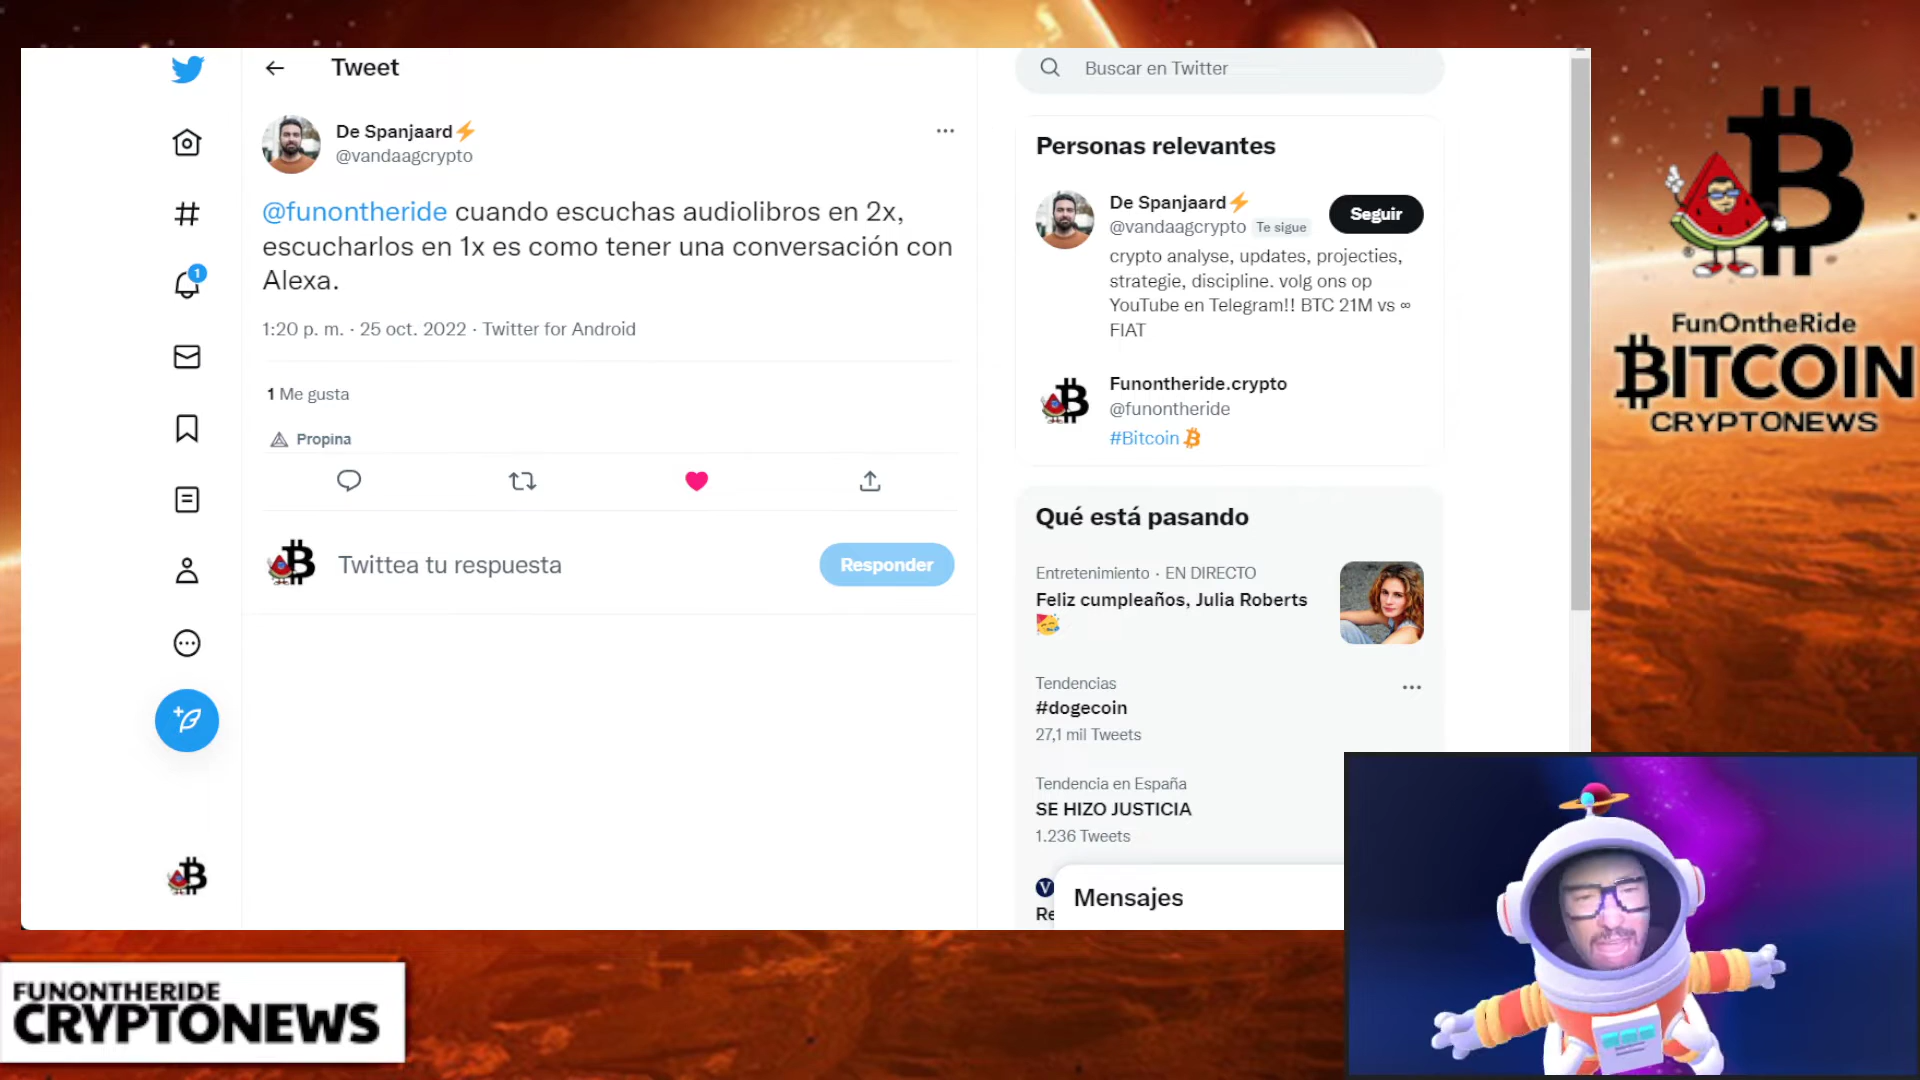 Tweet
De Spanjaard⚡
@vandaagcrypto
@funontheride cuando escuchas audiolibros en 2x,
escucharlos en 1x es como tener una conversación con
Alexa.
1:20 p. m. · 25 oct. 2022 · Twitter for Android
1 Me gusta
Propina
Twittea tu respuesta
Responder
1
Buscar en Twitter
Personas relevantes
De Spanjaard⚡
@vandaagcrypto Te sigue
Seguir
crypto analyse, updates, projecties,
strategie, discipline. volg ons op
YouTube en Telegram!! BTC 21M vs ∞
FIAT
Funontheride.crypto
@funontheride
#Bitcoin
Qué está pasando
Entretenimiento · EN DIRECTO
Feliz cumpleaños, Julia Roberts
🥳
Tendencias
#dogecoin
27,1 mil Tweets
Tendencia en España
SE HIZO JUSTICIA
1.236 Tweets
V
Re
Mensajes
FunOntheRide
₿ITCOIN
CRYPTONEWS
FUNONTHERIDE
CRYPTONEWS